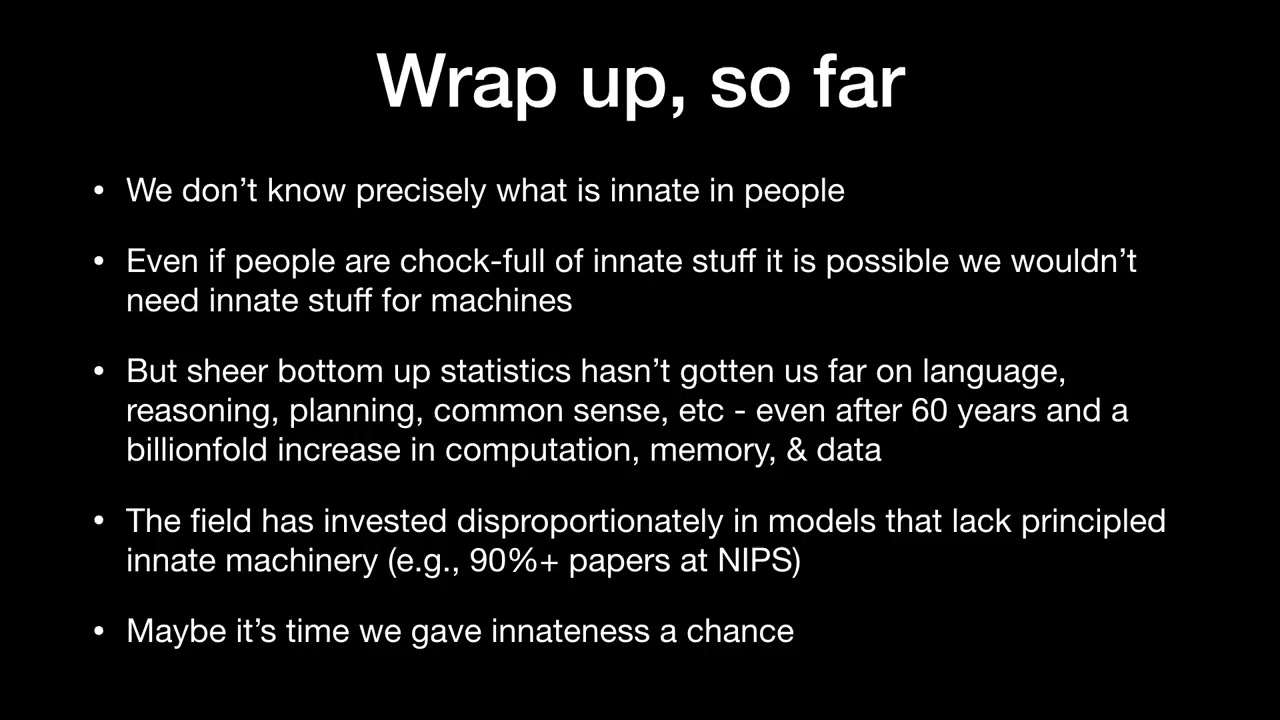 Wrap up, so far
• We don’t know precisely what is innate in people
• Even if people are chock-full of innate stuff it is possible we wouldn’t
need innate stuff for machines
• But sheer bottom up statistics hasn’t gotten us far on language,
reasoning, planning, common sense, etc - even after 60 years and a
billionfold increase in computation, memory, & data
• The field has invested disproportionately in models that lack principled
innate machinery (e.g., 90%+ papers at NIPS)
• Maybe it’s time we gave innateness a chance